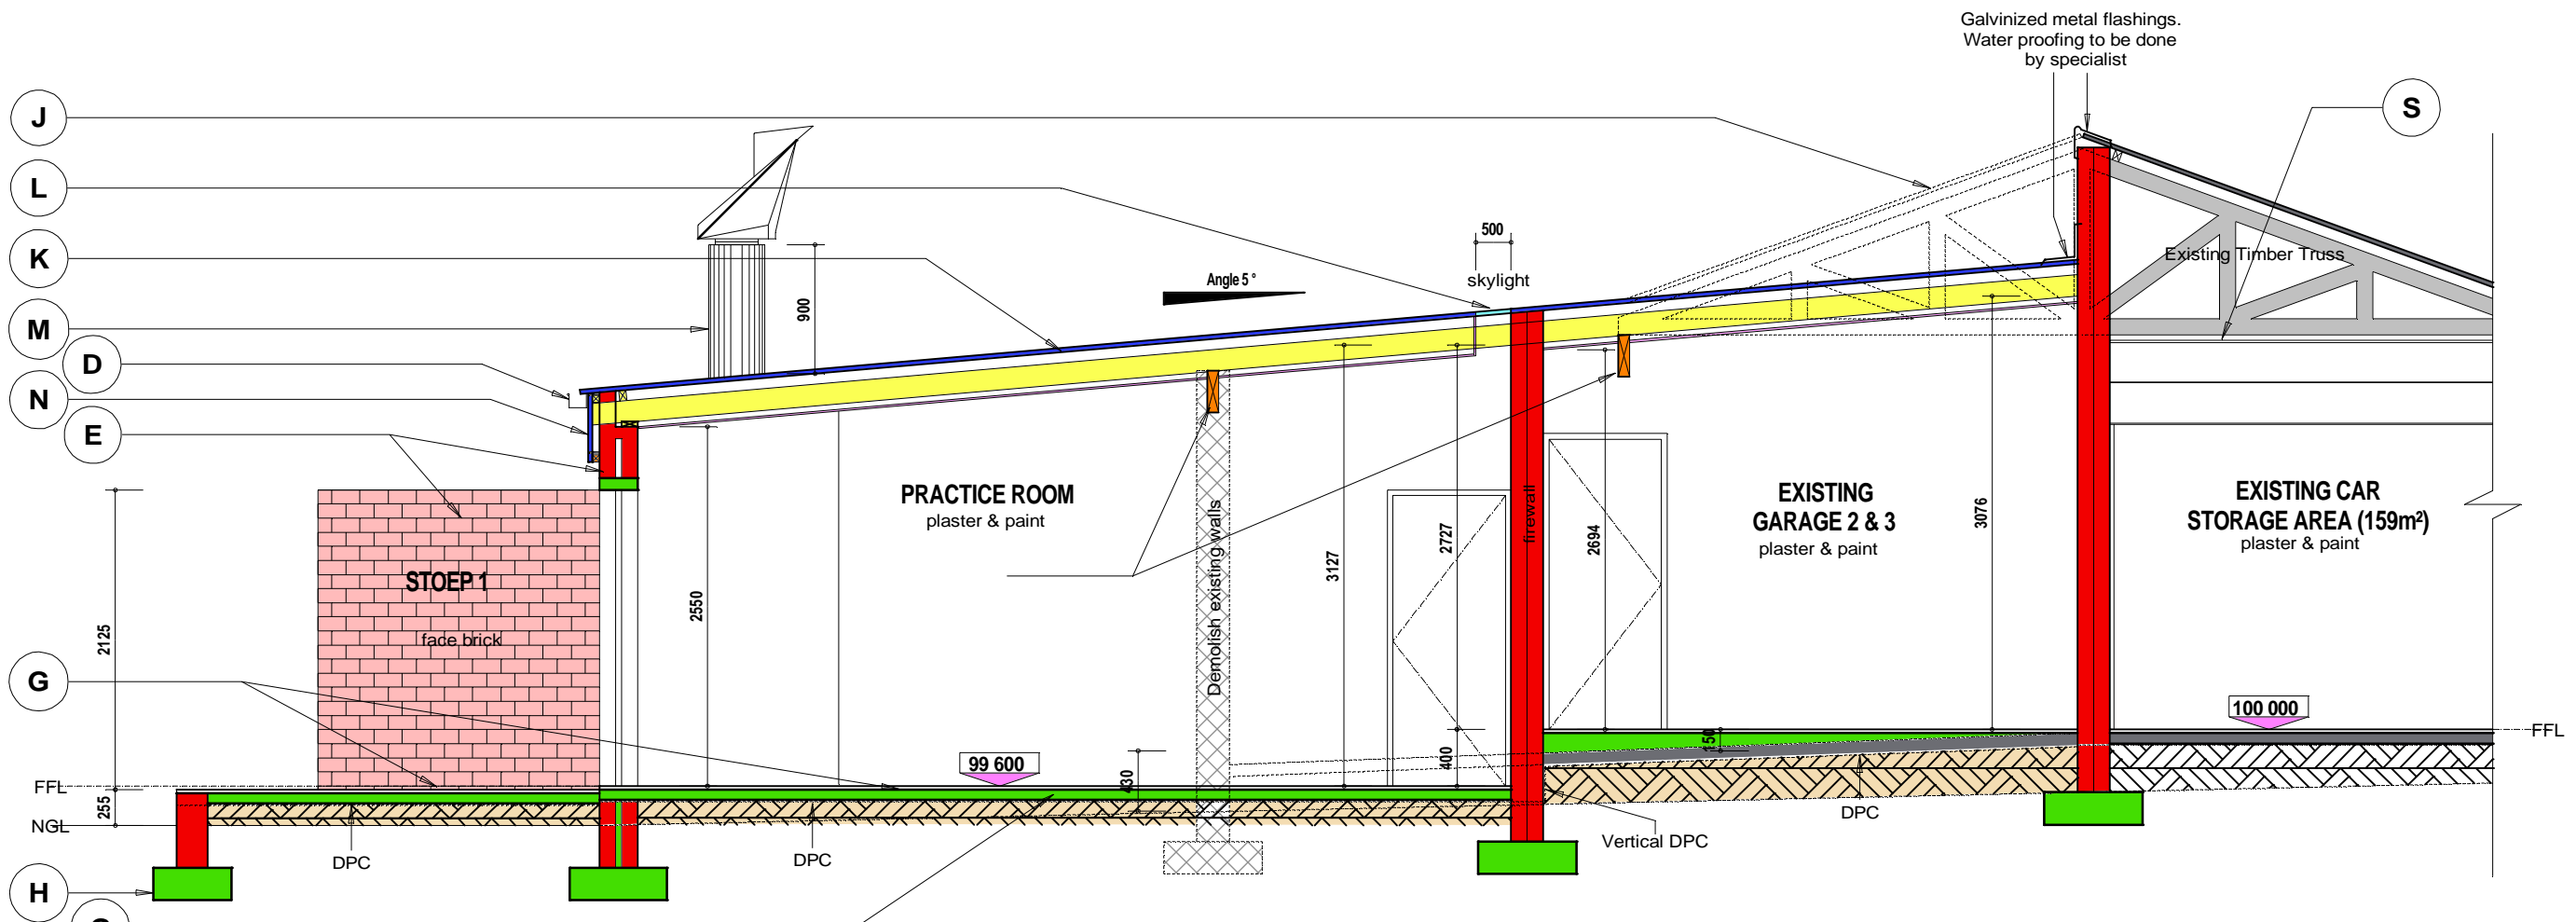 Galvinized metal flashings.
Water proofing to be done
by specialist
J
S
L
500
Existing Timber Truss
K
skylight
Angle 5 °
900
M
D
N
E
PRACTICE ROOM
plaster & paint
EXISTING
GARAGE 2 & 3
plaster & paint
EXISTING CAR
STORAGE AREA (159m²)
plaster & paint
firewall
2694
3076
2727
3127
Demolish existing walls
STOEP 1
face brick
2550
2125
G
100 000
FFL
150
400
430
99 600
FFL
255
NGL
DPC
DPC
DPC
Vertical DPC
H